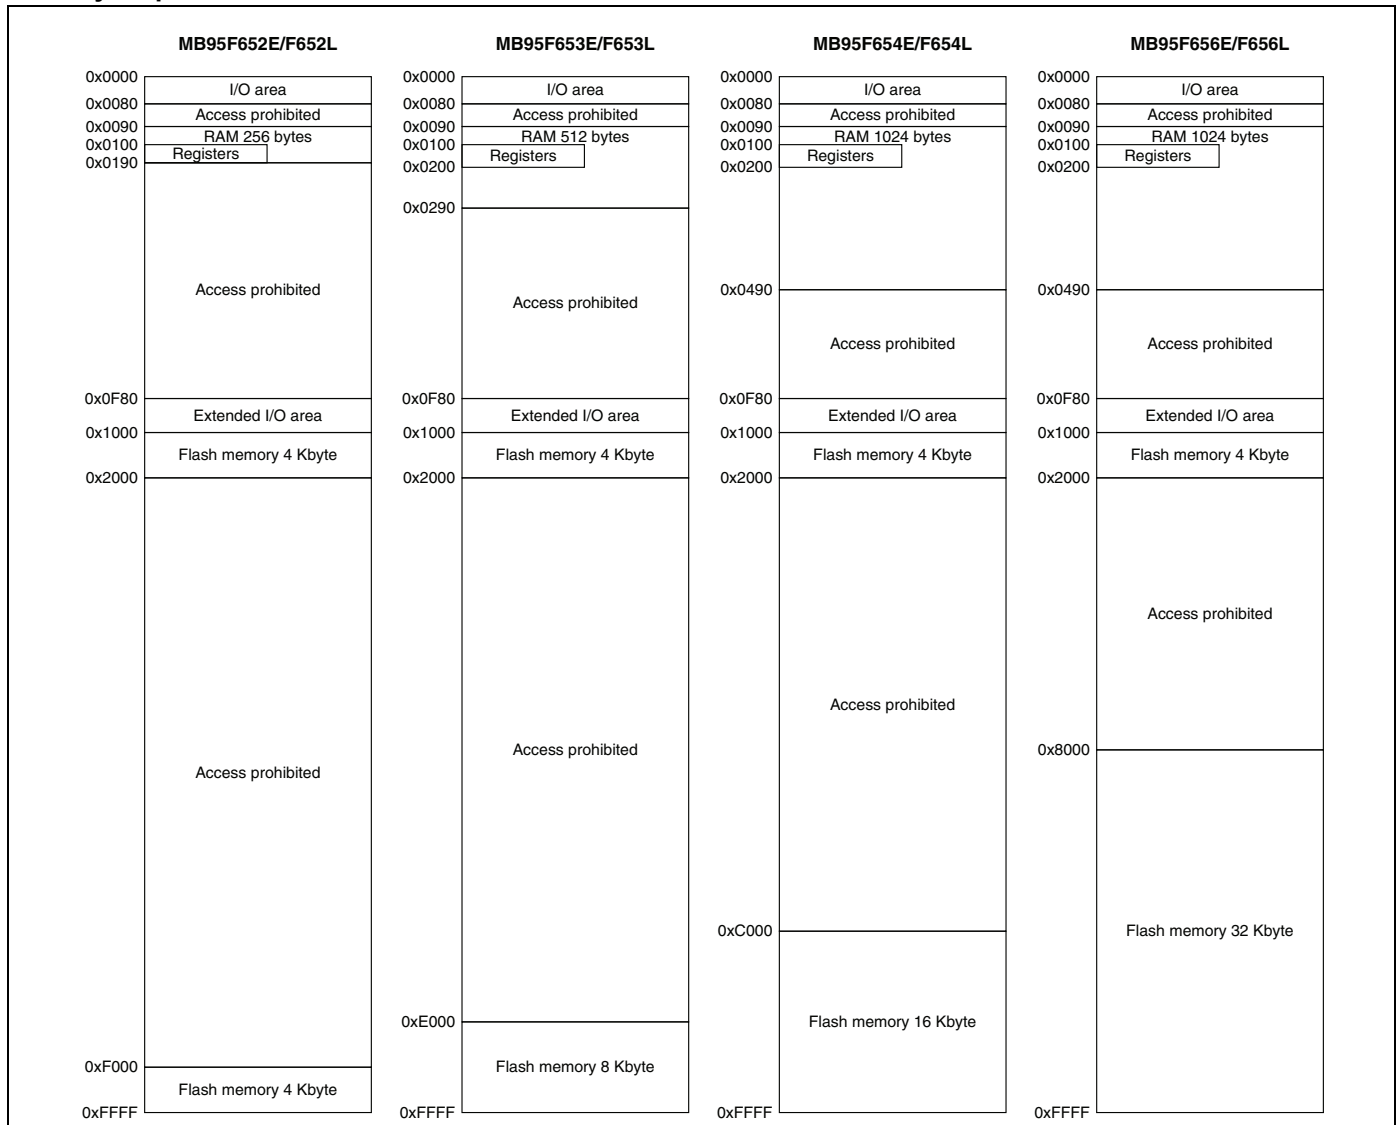 MB95F652E/F652L
0x0000
I/O area
0x0080
Access prohibited
0x0090
RAM 256 bytes
0x0100
Registers
0x0190
Access prohibited
0x0F80
Extended I/O area
0x1000
Flash memory 4 Kbyte
0x2000
Access prohibited
0xF000
Flash memory 4 Kbyte
0xFFFF
MB95F653E/F653L
0x0000
I/O area
0x0080
Access prohibited
0x0090
RAM 512 bytes
0x0100
Registers
0x0200
0x0290
Access prohibited
0x0F80
Extended I/O area
0x1000
Flash memory 4 Kbyte
0x2000
Access prohibited
0xE000
Flash memory 8 Kbyte
0xFFFF
MB95F654E/F654L
0x0000
I/O area
0x0080
Access prohibited
0x0090
RAM 1024 bytes
0x0100
Registers
0x0200
0x0490
Access prohibited
0x0F80
Extended I/O area
0x1000
Flash memory 4 Kbyte
0x2000
Access prohibited
0xC000
Flash memory 16 Kbyte
0xFFFF
MB95F656E/F656L
0x0000
I/O area
0x0080
Access prohibited
0x0090
RAM 1024 bytes
0x0100
Registers
0x0200
0x0490
Access prohibited
0x0F80
Extended I/O area
0x1000
Flash memory 4 Kbyte
0x2000
Access prohibited
0x8000
Flash memory 32 Kbyte
0xFFFF